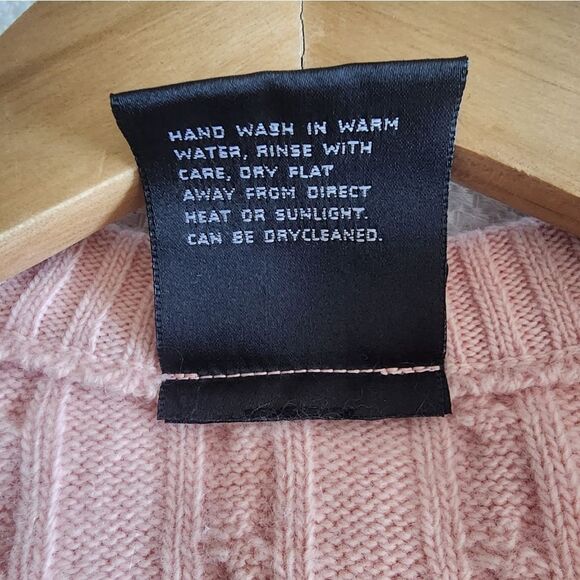 HAND WASH IN WARM
WATER, RINSE WITH
CARE, DRY FLAT
AWAY FROM DIRECT
HEAT OR SUNLIGHT.
CAN BE DRYCLEANED.